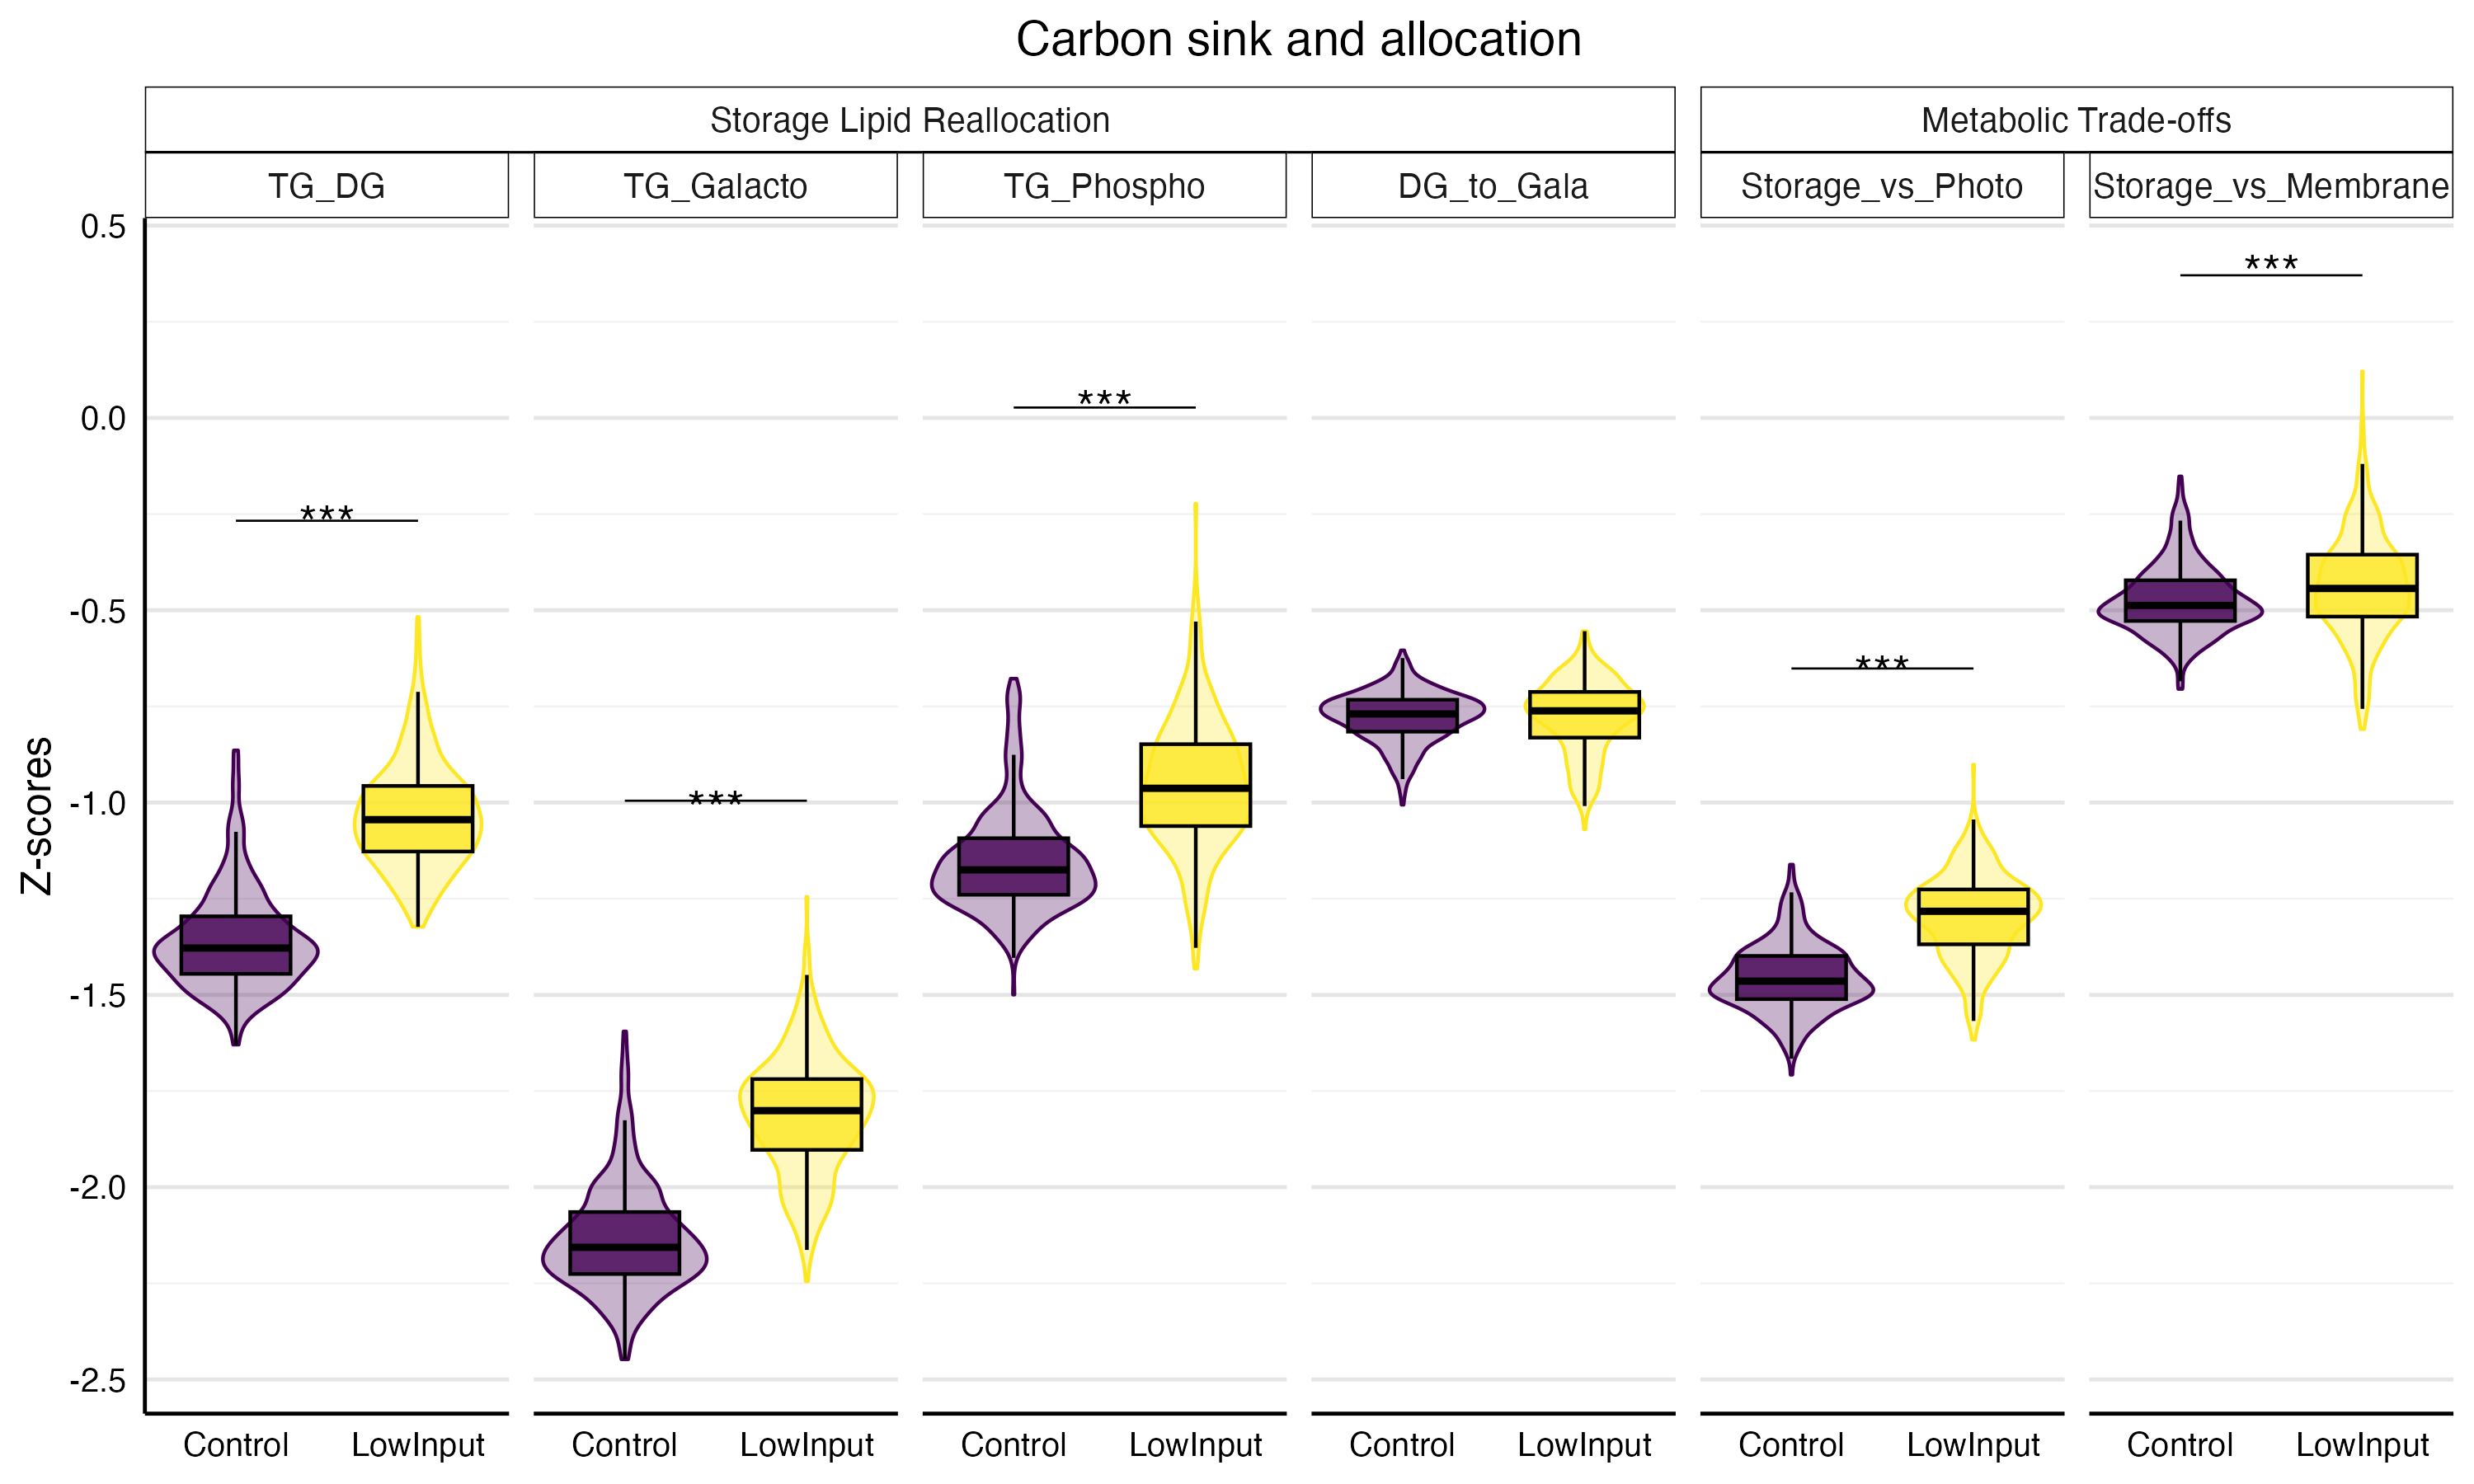 Carbon sink and allocation
Storage Lipid Reallocation Metabolic Trade-offs
TG_DG TG_Galacto TG_Phospho DG_to_Gala Storage_vs_Photo Storage_vs_Membrane
0.5
***
0.0
***
***
-0.5
***
-1.0
***
-1.5
-2.0
-2.5
Z-scores
Control LowInput Control LowInput Control LowInput Control LowInput Control LowInput Control LowInput